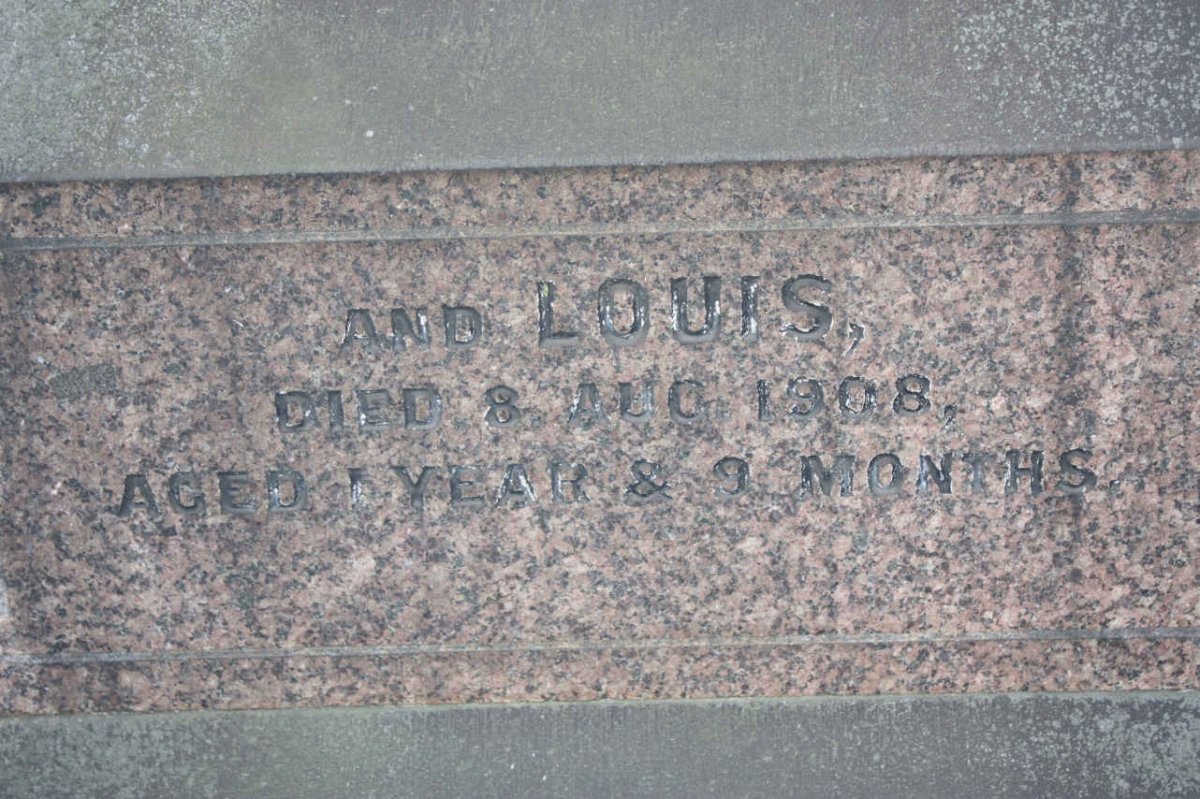 AND LOUIS,
DIED 8. AUG. 1908,
AGED 1 YEAR & 9 MONTHS.